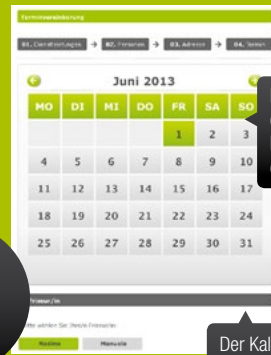 Terminvereinbarung
01. Dienstleistungen → 02. Personen → 03. Adresse → 04. Termin
Juni 2013
MO DI MI DO FR SA SO
1 2 3
4 5 6 7 8 9 10
11 12 13 14 15 16 17
18 19 20 21 22 23 24
25 26 27 28 29 30 31
Bitte wählen Sie Ihre/n Friseur/in
Nadine Manuela
Der Kal